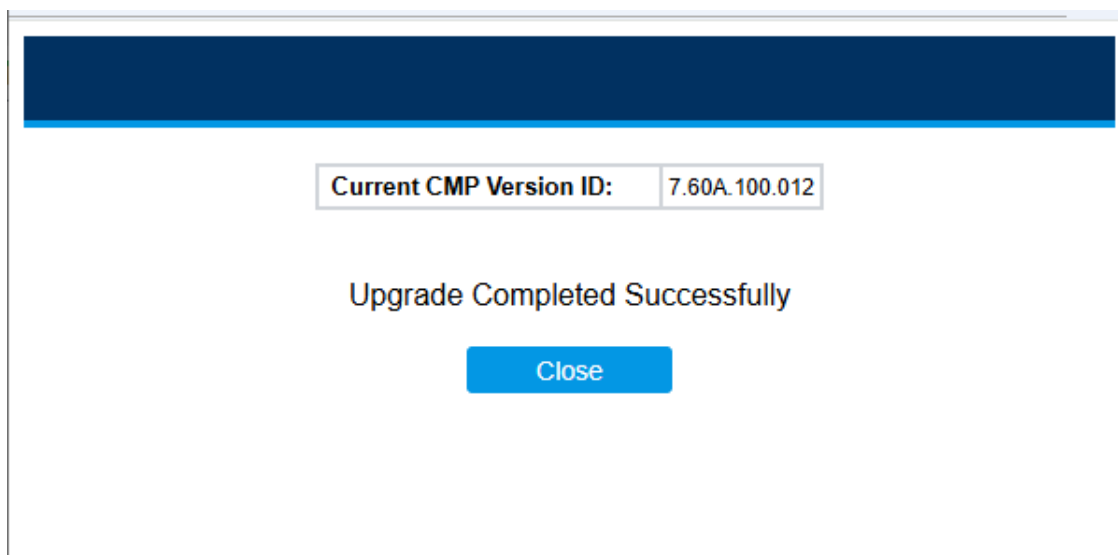 Current CMP Version ID: 7.60A.100.012
Upgrade Completed Successfully
Close